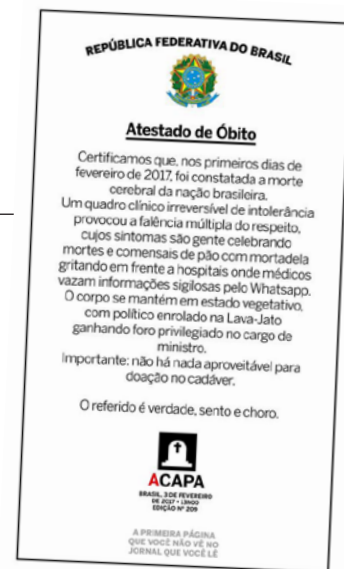 REPÚBLICA FEDERATIVA DO BRASIL
Atestado de Óbito
Certificamos que, nos primeiros dias de
fevereiro de 2017, foi constatada a morte
cerebral da nação brasileira.
Um quadro clínico irreversível de intolerância
provocou a falência múltipla do respeito,
cujos sintomas são gente celebrando
mortes e comensais de pão com mortadela
gritando em frente a hospitais onde médicos
vazam informações sigilosas pelo Whatsapp.
O corpo se mantém em estado vegetativo,
com político enrolado na Lava-Jato
ganhando foro privilegiado no cargo de
ministro.
Importante: não há nada aproveitável para
doação no cadáver.
O referido é verdade, sento e choro.
ACAPA
BRASIL, 3 DE FEVEREIRO
DE 2017 • 13H00
EDIÇÃO Nº 209
A PRIMEIRA PÁGINA
QUE VOCÊ NÃO VÊ NO
JORNAL QUE VOCÊ LÊ